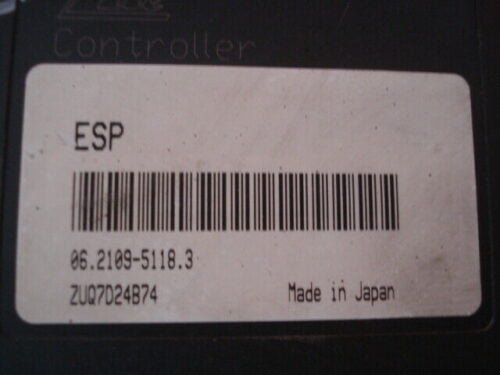 Controller
ESP
06.2109-5118.3
ZUQ7D24B74 Made in Japan